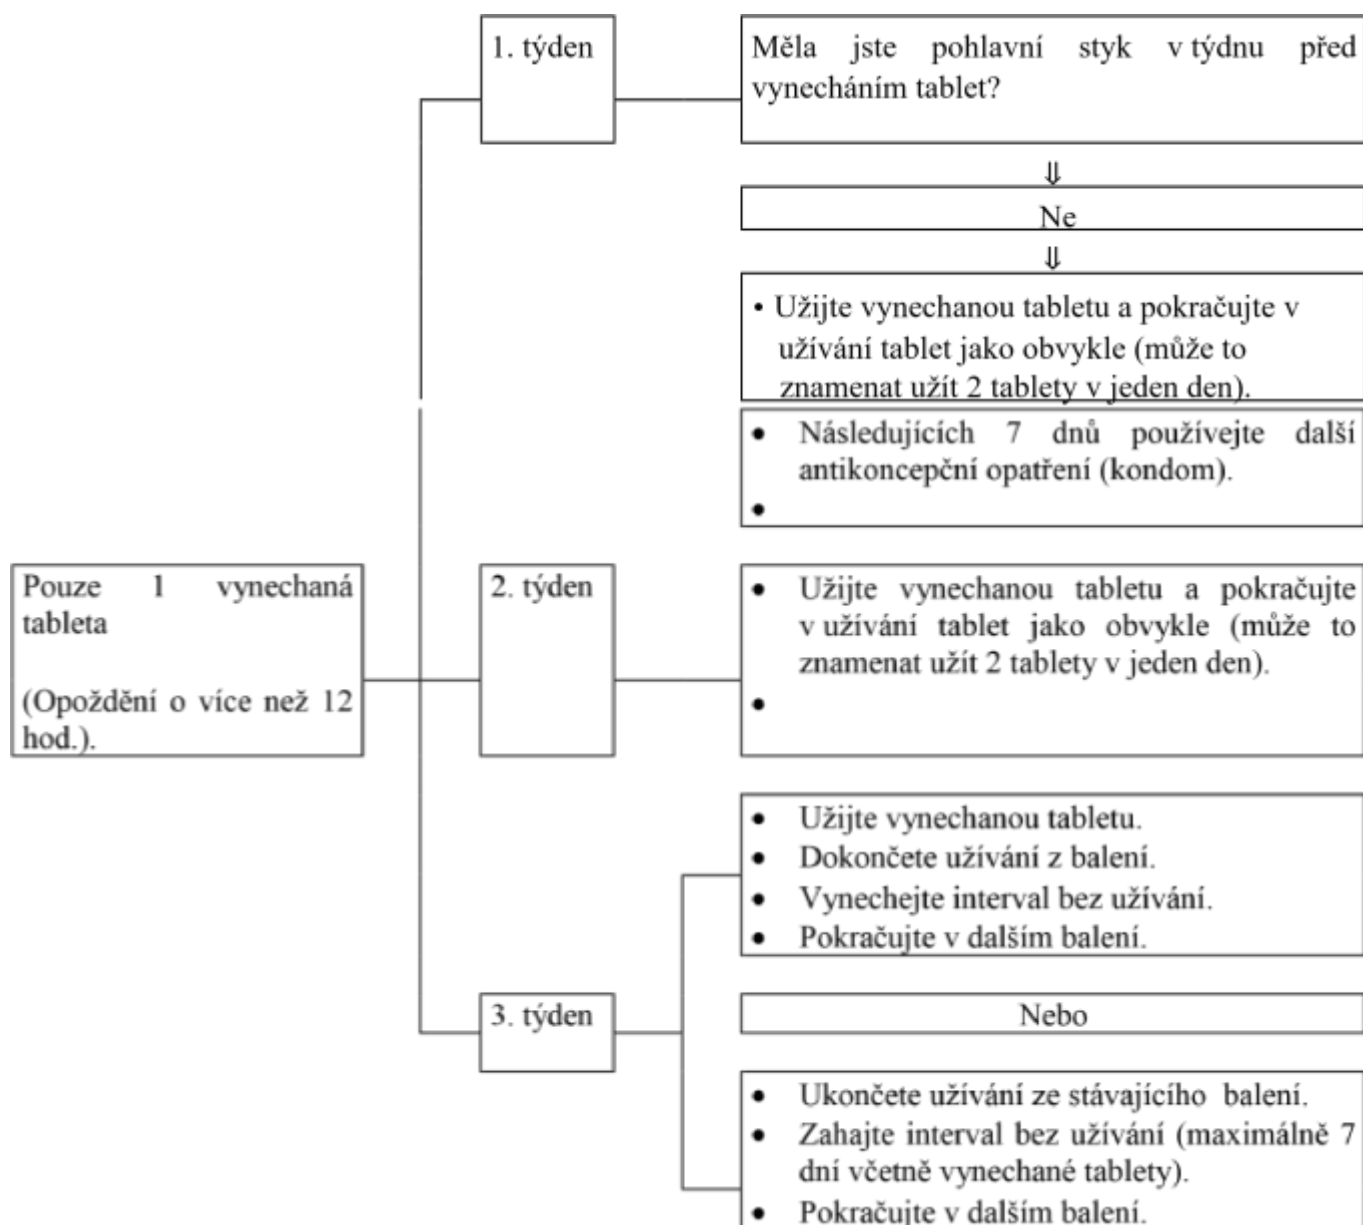 1. týden
Měla jste pohlavní styk v týdnu před
vynecháním tablet?
⇓
Ne
⇓
• Užijte vynechanou tabletu a pokračujte v
užívání tablet jako obvykle (může to
znamenat užít 2 tablety v jeden den).
• Následujících 7 dnů používejte další
antikoncepční opatření (kondom).
•
Pouze 1 vynechaná
tableta
(Opoždění o více než 12
hod.).
2. týden
• Užijte vynechanou tabletu a pokračujte
v užívání tablet jako obvykle (může to
znamenat užít 2 tablety v jeden den).
•
3. týden
• Užijte vynechanou tabletu.
• Dokončete užívání z balení.
• Vynechejte interval bez užívání.
• Pokračujte v dalším balení.
Nebo
• Ukončete užívání ze stávajícího balení.
• Zahajte interval bez užívání (maximálně 7
dní včetně vynechané tablety).
• Pokračujte v dalším balení.